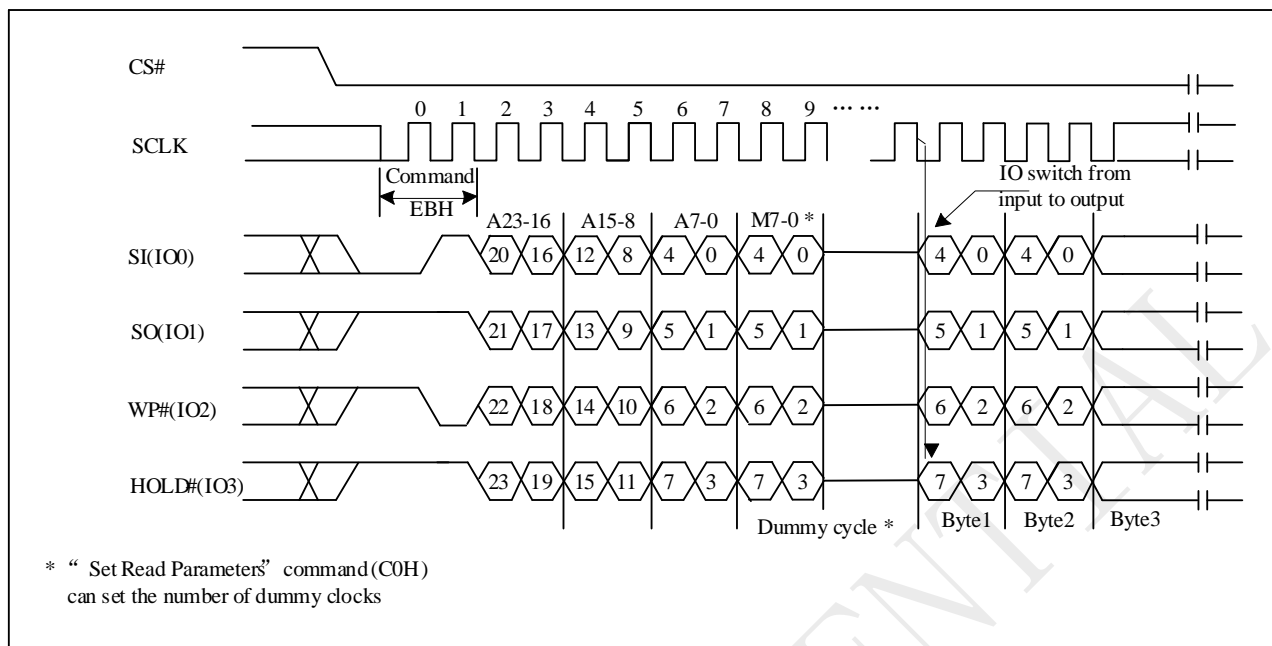 CS#
0 1 2 3 4 5 6 7 8 9 … …
SCLK
Command
EBH
IO switch from
input to output
A23-16 A15-8 A7-0 M7-0 *
SI(IO0) 20 16 12 8 4 0 4 0 4 0 4 0
SO(IO1) 21 17 13 9 5 1 5 1 5 1 5 1
WP#(IO2) 22 18 14 10 6 2 6 2 6 2 6 2
HOLD#(IO3) 23 19 15 11 7 3 7 3 7 3 7 3
Dummy cycle * Byte1 Byte2 Byte3
* “ Set Read Parameters” command (C0H)
can set the number of dummy clocks
ENTIAL